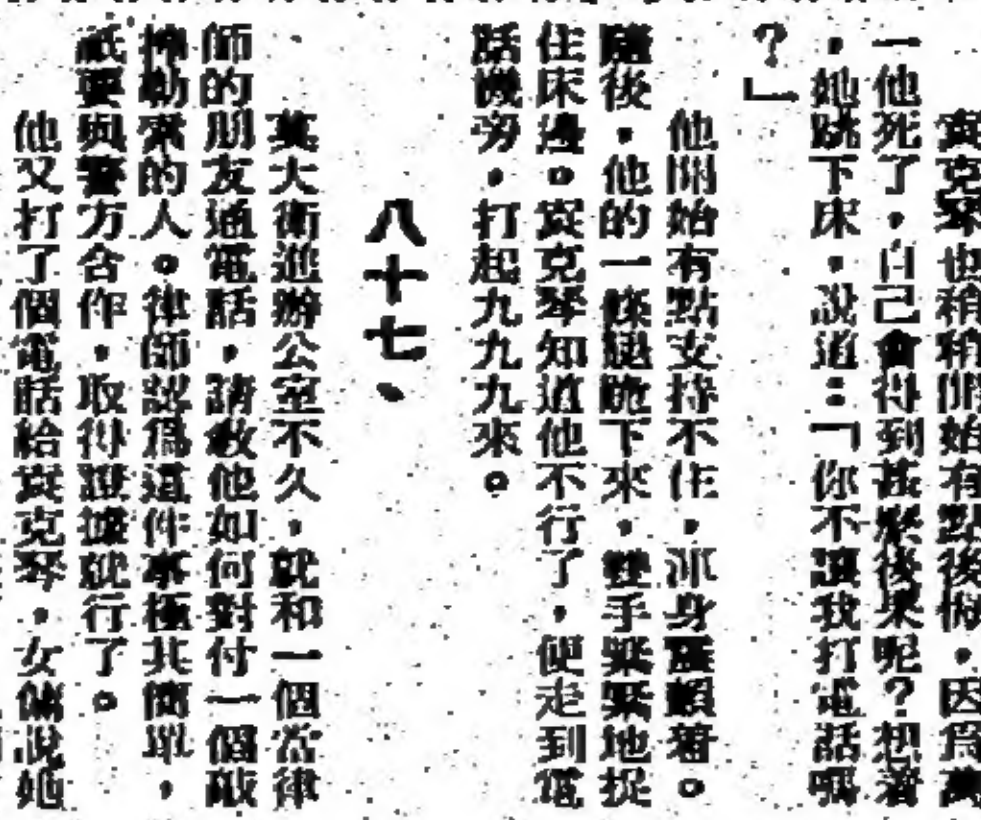 袁克琴也稍稍開始有點後悔，因爲萬
一他死了，自己會得到甚麽後果呢？想着
，她跳下床，說道：「你不讓我打電話嗎
？」
他開始有點支持不住，渾身震顫着。
隨後，他的一條腿跪下來，雙手緊緊地捉
住床邊。袁克琴知道他不行了，便走到電
話機旁，打起九九九來。
八十七、
葉大衛進辦公室不久，就和一個當律
師的朋友通電話，請教他如何對付一個敲
掉勒索的人。律師認爲這件事極其簡單，
祇要與警方合作，取得證據就行了。
他又打了個電話給袁克琴，女傭說她